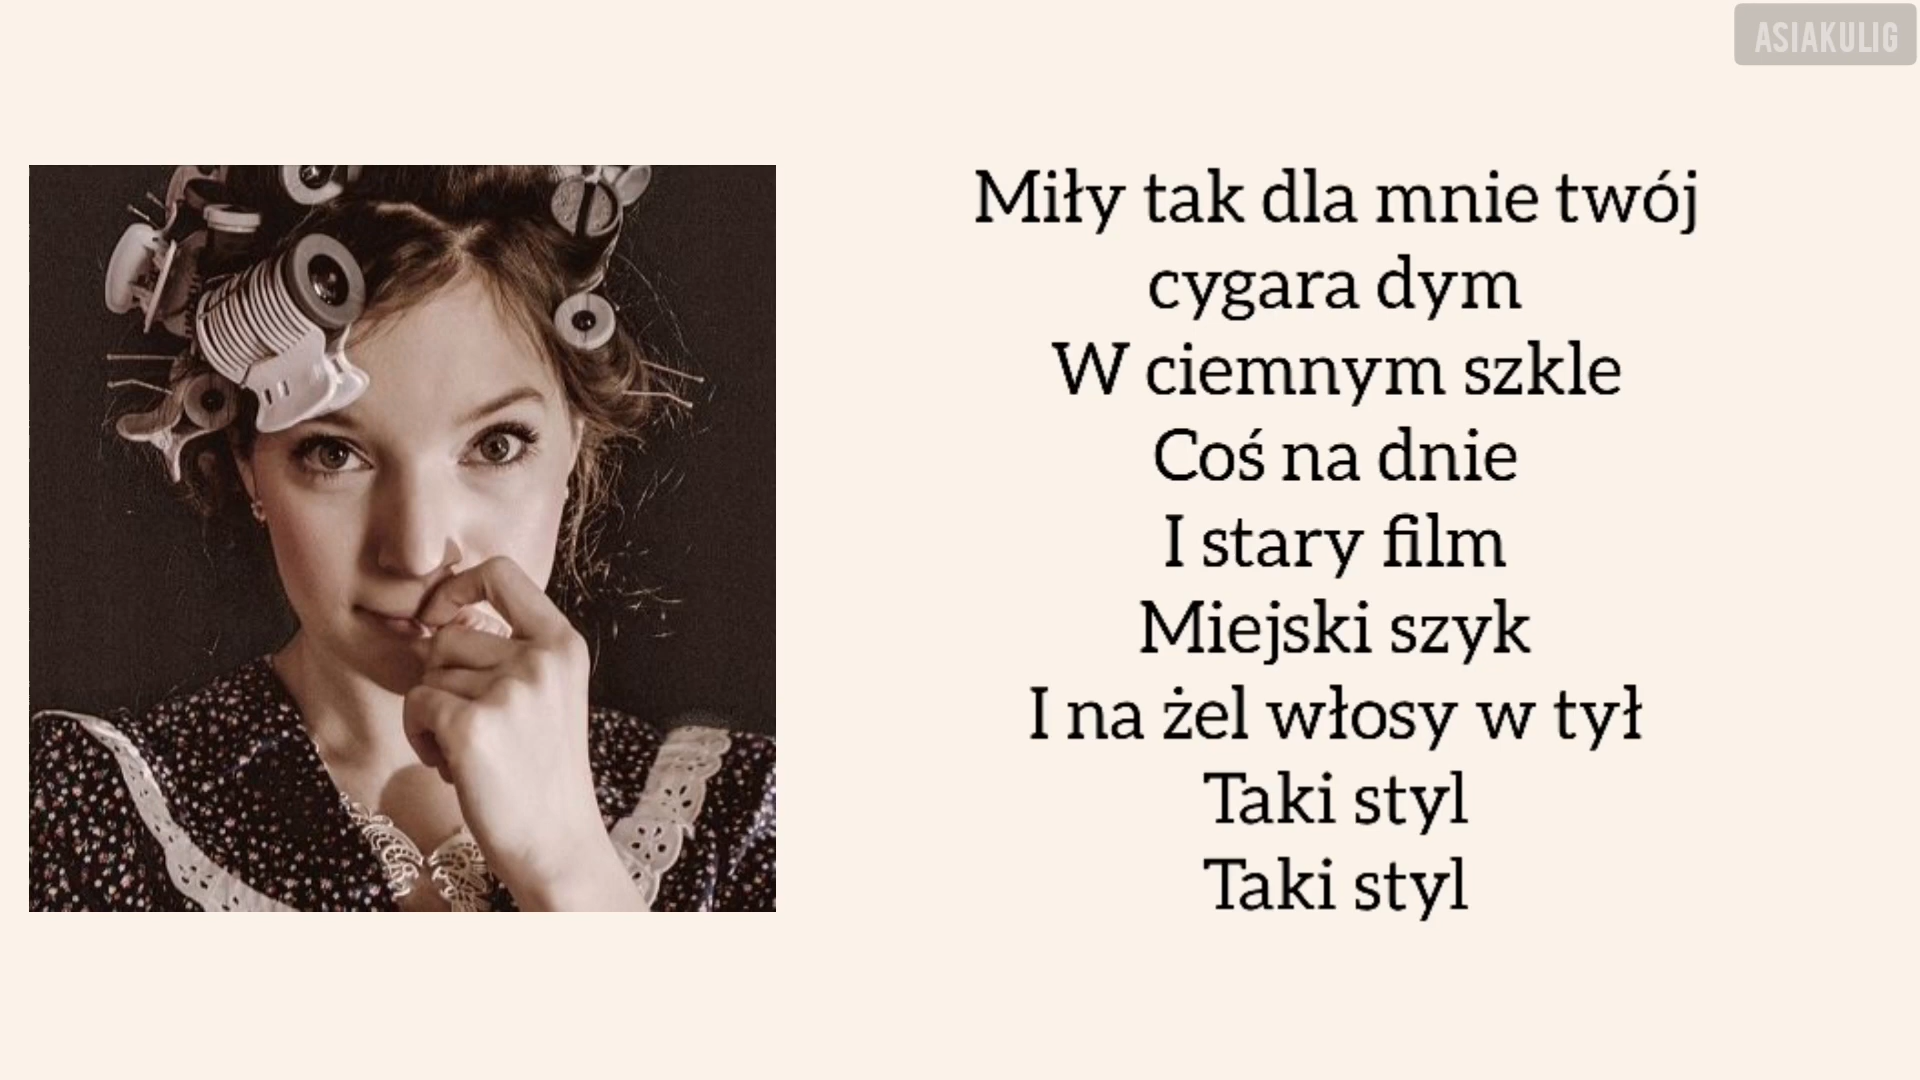 ASIAKULIG
Miły tak dla mnie twój
cygara dym
W ciemnym szkle
Coś na dnie
I stary film
Miejski szyk
I na żel włosy w tył
Taki styl
Taki styl